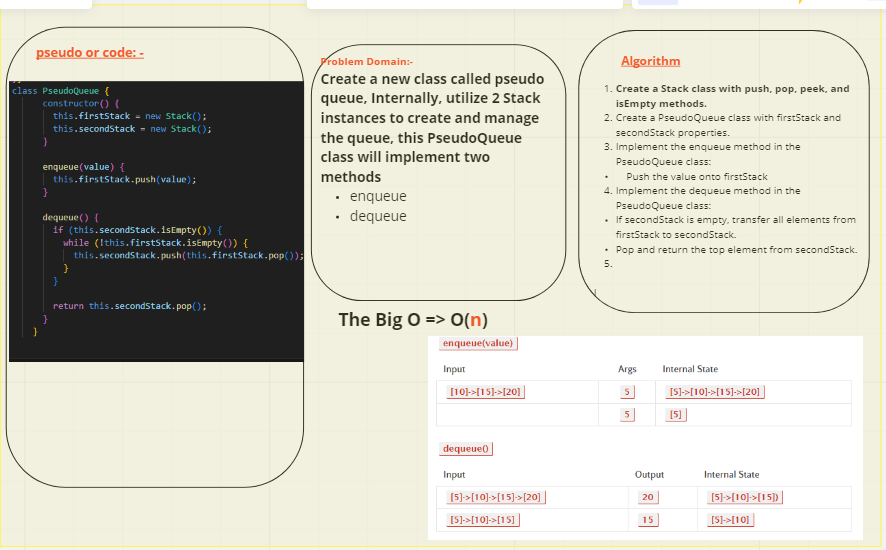 pseudo or code: -
class PseudoQueue {
constructor() {
this.firstStack = new Stack();
this.secondStack = new Stack();
}
enqueue(value) {
this.firstStack.push(value);
}
dequeue() {
if (this.secondStack.isEmpty()) {
while (!this.firstStack.isEmpty()) {
this.secondStack.push(this.firstStack.pop());
}
}
return this.secondStack.pop();
}
}
Problem Domain:-
Create a new class called pseudo
queue, Internally, utilize 2 Stack
instances to create and manage
the queue, this PseudoQueue
class will implement two
methods
• enqueue
• dequeue
Algorithm
1. Create a Stack class with push, pop, peek, and
isEmpty methods.
2. Create a PseudoQueue class with firstStack and
secondStack properties.
3. Implement the enqueue method in the
PseudoQueue class:
• Push the value onto firstStack
4. Implement the dequeue method in the
PseudoQueue class:
• If secondStack is empty, transfer all elements from
firstStack to secondStack.
• Pop and return the top element from secondStack.
5.
The Big O => O(n)
enqueue(value)
Input Args Internal State
[10]->[15]->[20] 5 [5]->[10]->[15]->[20]
5 [5]
dequeue()
Input Output Internal State
[5]->[10]->[15]->[20] 20 [5]->[10]->[15])
[5]->[10]->[15] 15 [5]->[10]